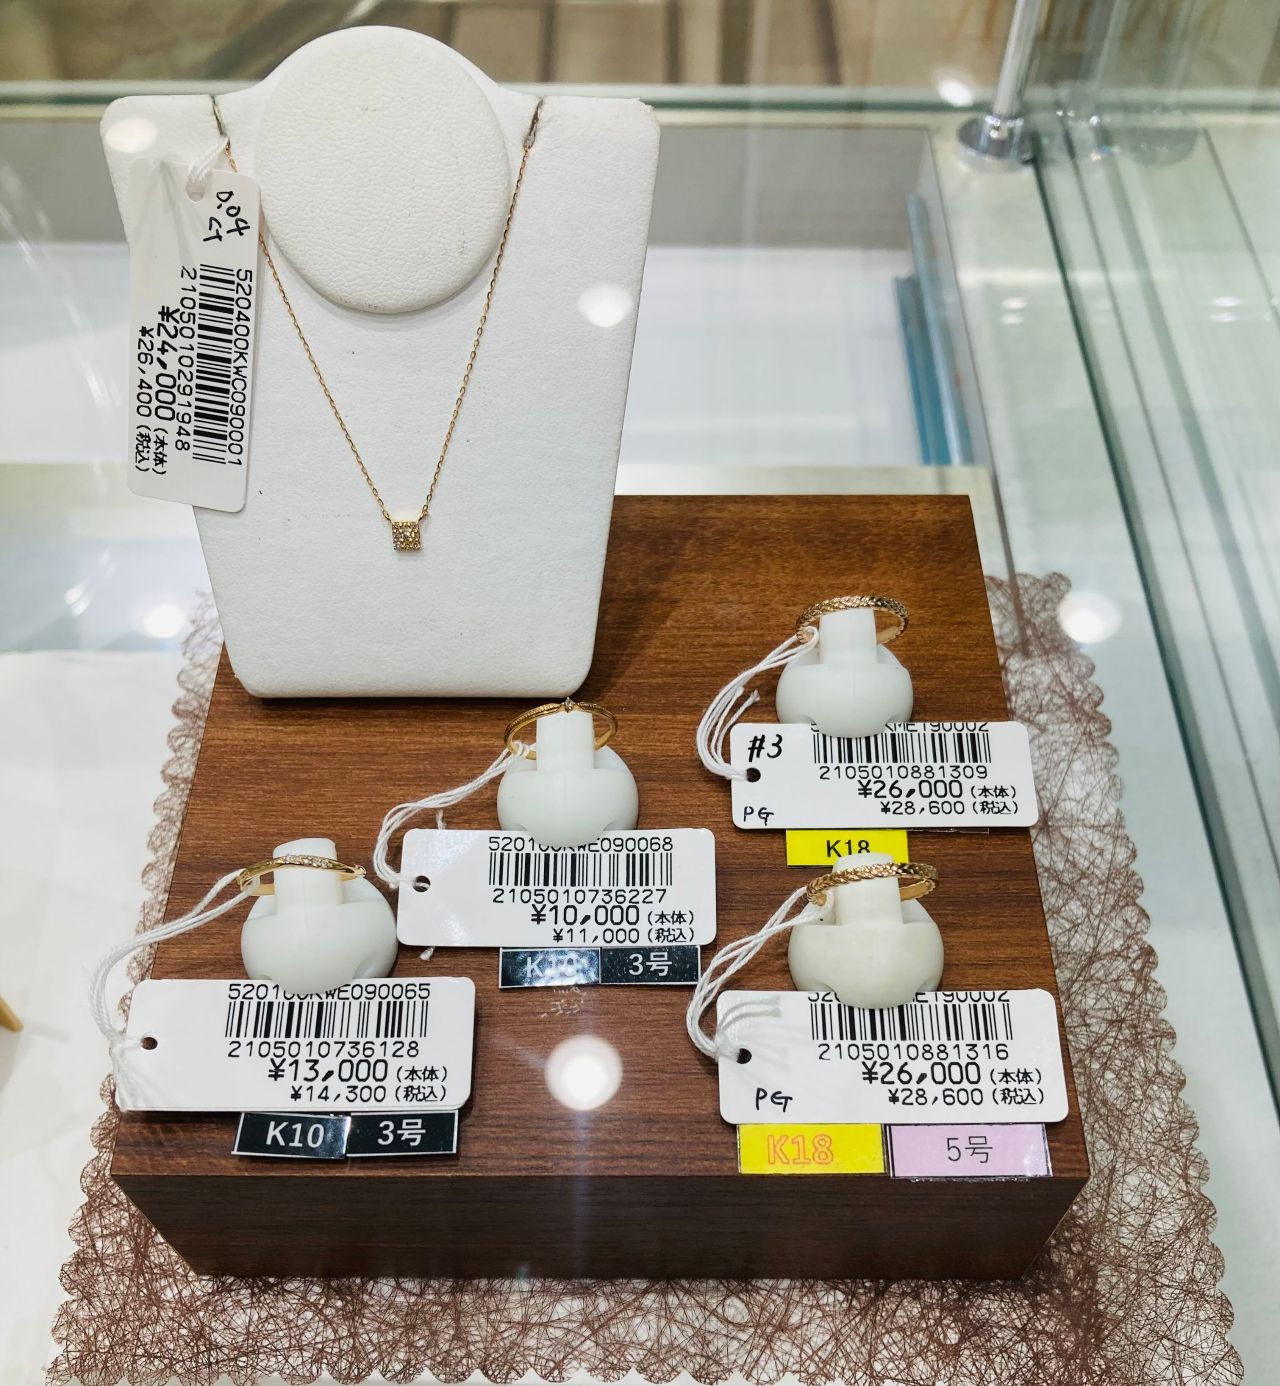 0.04
CT
520400KWC090001
2105010291948
¥24,000(本体)
¥26,400(税込)
#3
2105010881309
¥26,000(本体)
¥28,600(税込)
PG
K18
520100KWE090068
2105010736227
¥10,000(本体)
¥11,000(税込)
K10 3号
520100KWE090065
2105010736128
¥13,000(本体)
¥14,300(税込)
K10 3号
2105010881316
¥26,000(本体)
¥28,600(税込)
PG
K18 5号